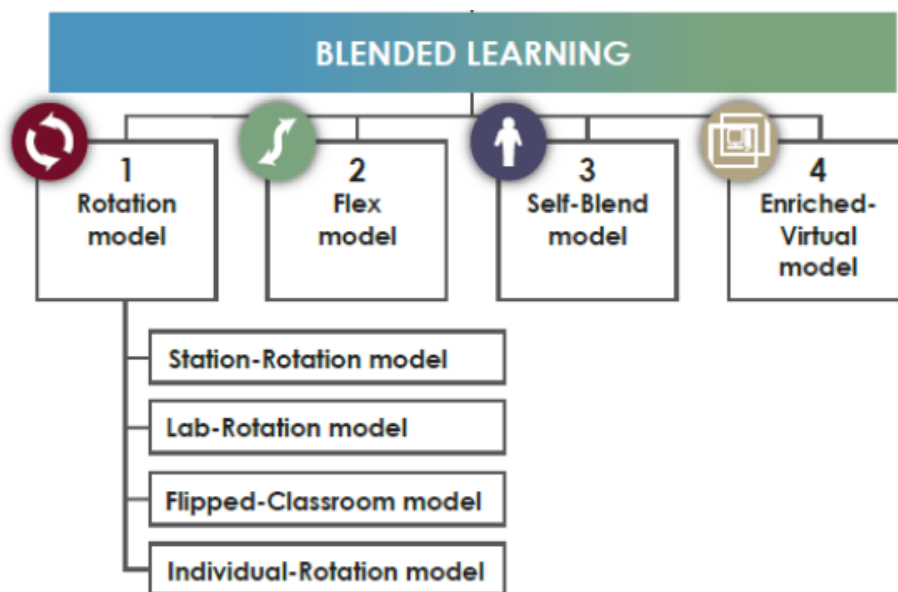 BLENDED LEARNING
1
Rotation
model
2
Flex
model
3
Self-Blend
model
4
Enriched-
Virtual
model
Station-Rotation model
Lab-Rotation model
Flipped-Classroom model
Individual-Rotation model